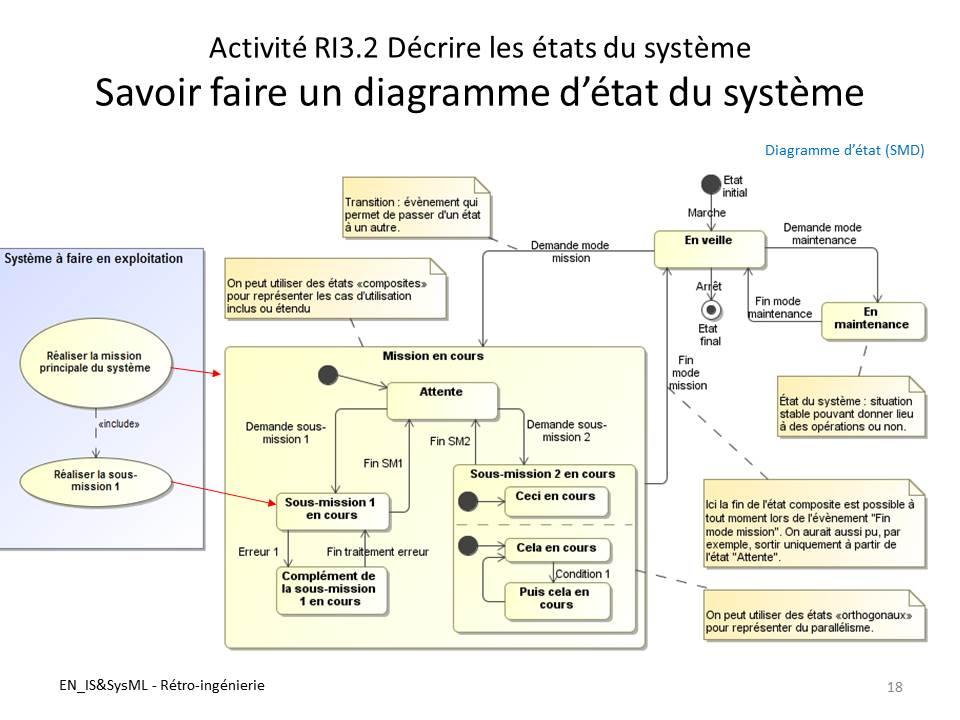 Activité RI3.2 Décrire les états du système
Savoir faire un diagramme d’état du système
Diagramme d’état (SMD)
Etat
initial
Marche
En veille
Demande mode
maintenance
Transition : évènement qui
permet de passer d'un état
à un autre.
Demande mode
mission
Arrêt
Etat
final
Fin mode
maintenance
En
maintenance
Système à faire en exploitation
On peut utiliser des états «composites»
pour représenter les cas d'utilisation
inclus ou étendu
Réaliser la mission
principale du système
«include»
Réaliser la sous-
mission 1
Mission en cours
Attente
Fin
mode
mission
État du système : situation
stable pouvant donner lieu
à des opérations ou non.
Demande sous-
mission 1
Fin SM1
Fin SM2
Demande sous-
mission 2
Sous-mission 1
en cours
Erreur 1
Fin traitement erreur
Complément de
la sous-mission
1 en cours
Sous-mission 2 en cours
Ceci en cours
Cela en cours
Condition 1
Puis cela en
cours
Ici la fin de l'état composite est possible à
tout moment lors de l'évènement "Fin
mode mission". On aurait aussi pu, par
exemple, sortir uniquement à partir de
l'état "Attente".
On peut utiliser des états «orthogonaux»
pour représenter du parallélisme.
EN_IS&SysML - Rétro-ingénierie
18